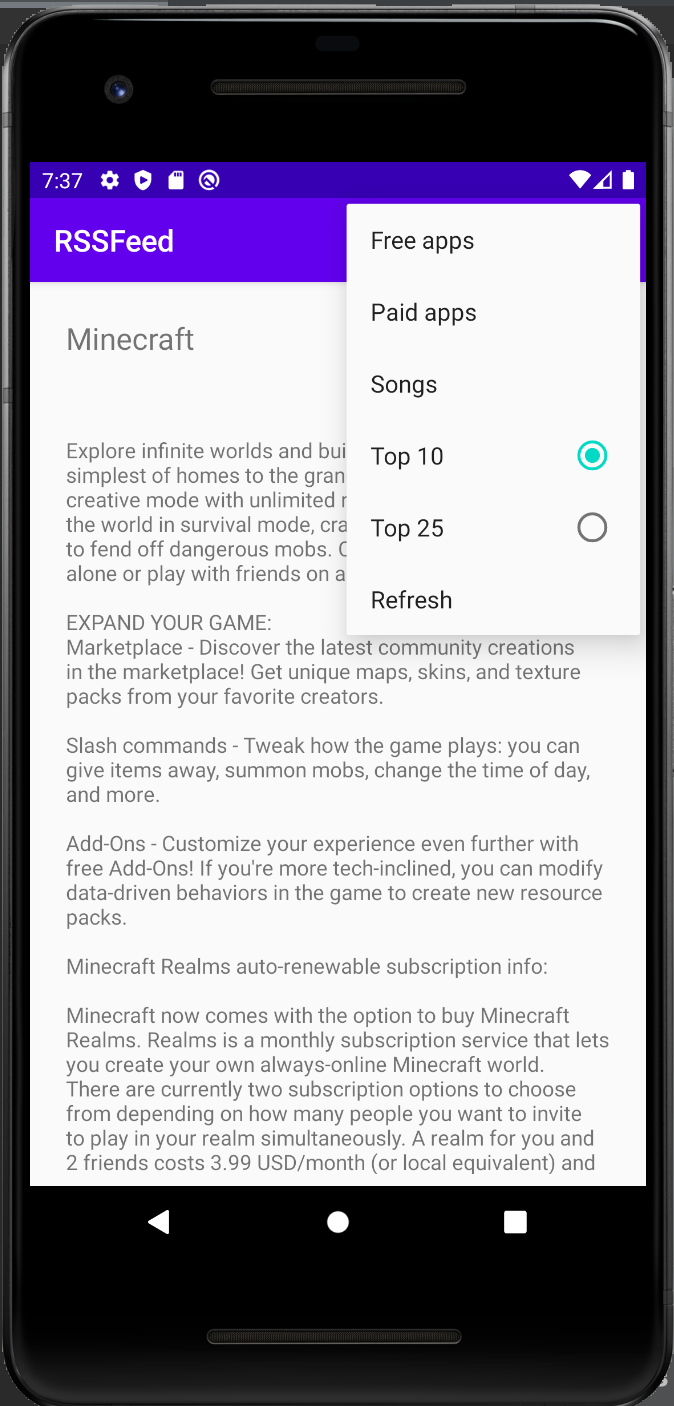 7:37
RSSFeed
Free apps
Paid apps
Songs
Top 10
Top 25
Refresh
Minecraft
Explore infinite worlds and bui
simplest of homes to the gran
creative mode with unlimited
the world in survival mode, cra
to fend off dangerous mobs.
alone or play with friends on a
EXPAND YOUR GAME:
Marketplace - Discover the latest community creations
in the marketplace! Get unique maps, skins, and texture
packs from your favorite creators.
Slash commands - Tweak how the game plays: you can
give items away, summon mobs, change the time of day,
and more.
Add-Ons - Customize your experience even further with
free Add-Ons! If you're more tech-inclined, you can modify
data-driven behaviors in the game to create new resource
packs.
Minecraft Realms auto-renewable subscription info:
Minecraft now comes with the option to buy Minecraft
Realms. Realms is a monthly subscription service that lets
you create your own always-online Minecraft world.
There are currently two subscription options to choose
from depending on how many people you want to invite
to play in your realm simultaneously. A realm for you and
2 friends costs 3.99 USD/month (or local equivalent) and